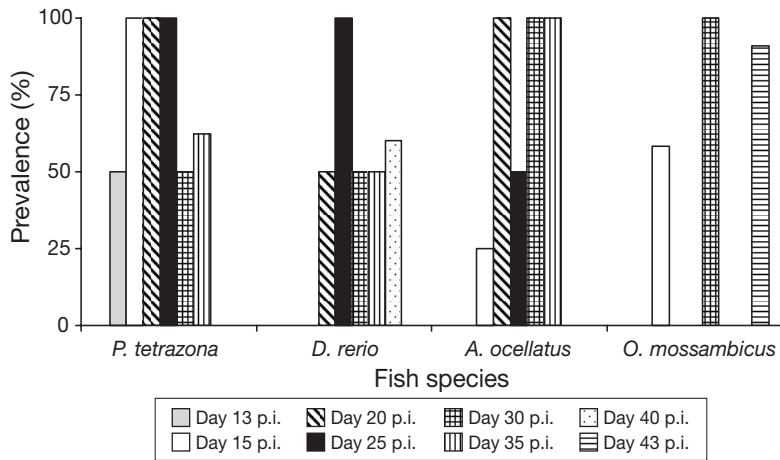 Prevalence (%)
100
75
50
25
0
P. tetrazona D. rerio A. ocellatus O. mossambicus
Fish species
Day 13 p.i. Day 20 p.i. Day 30 p.i. Day 40 p.i.
Day 15 p.i. Day 25 p.i. Day 35 p.i. Day 43 p.i.